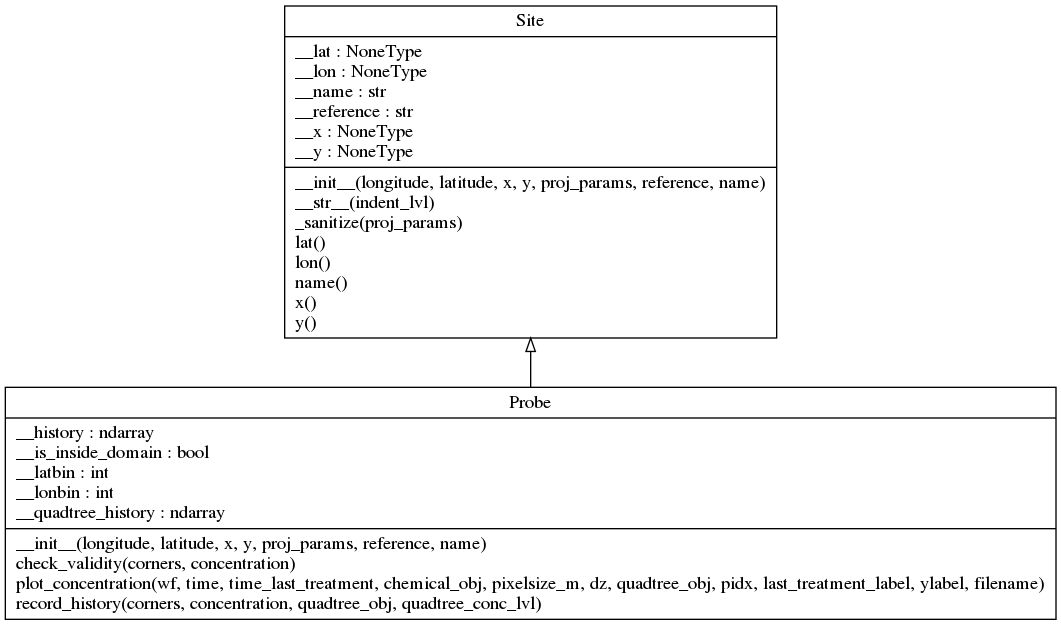 Site
__lat : NoneType
__lon : NoneType
__name : str
__reference : str
__x : NoneType
__y : NoneType
__init__(longitude, latitude, x, y, proj_params, reference, name)
__str__(indent_lvl)
_sanitize(proj_params)
lat()
lon()
name()
x()
y()
Probe
__history : ndarray
__is_inside_domain : bool
__latbin : int
__lonbin : int
__quadtree_history : ndarray
__init__(longitude, latitude, x, y, proj_params, reference, name)
check_validity(corners, concentration)
plot_concentration(wf, time, time_last_treatment, chemical_obj, pixelsize_m, dz, quadtree_obj, pidx, last_treatment_label, ylabel, filename)
record_history(corners, concentration, quadtree_obj, quadtree_conc_lvl)